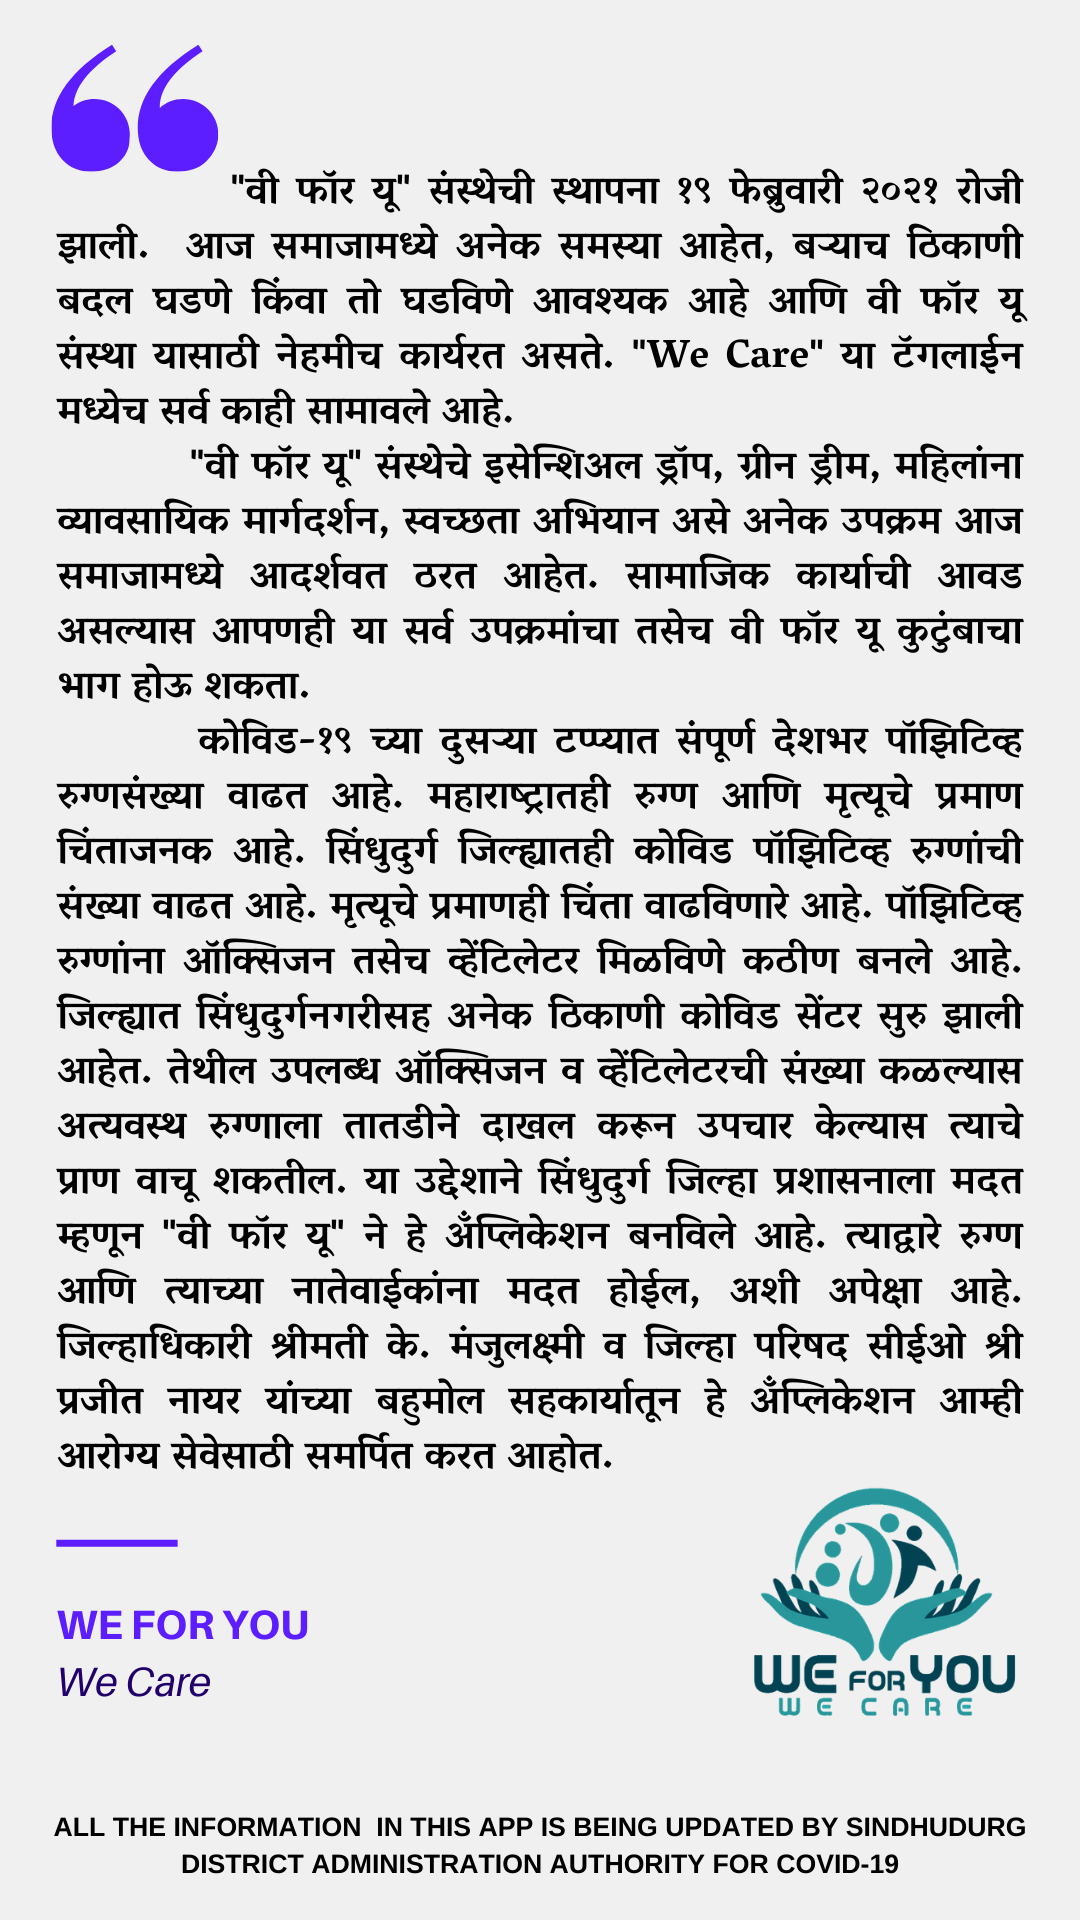 "वी फॉर यू" संस्थेची स्थापना १९ फेब्रुवारी २०२१ रोजी
झाली. आज समाजामध्ये अनेक समस्या आहेत, बऱ्याच ठिकाणी
बदल घडणे किंवा तो घडविणे आवश्यक आहे आणि वी फॉर यू
संस्था यासाठी नेहमीच कार्यरत असते. "We Care" या टॅगलाईन
मध्येच सर्व काही सामावले आहे.
"वी फॉर यू" संस्थेचे इसेन्शिअल ड्रॉप, ग्रीन ड्रीम, महिलांना
व्यावसायिक मार्गदर्शन, स्वच्छता अभियान असे अनेक उपक्रम आज
समाजामध्ये आदर्शवत ठरत आहेत. सामाजिक कार्याची आवड
असल्यास आपणही या सर्व उपक्रमांचा तसेच वी फॉर यू कुटुंबाचा
भाग होऊ शकता.
कोविड-१९ च्या दुसऱ्या टप्प्यात संपूर्ण देशभर पॉझिटिव्ह
रुग्णसंख्या वाढत आहे. महाराष्ट्रातही रुग्ण आणि मृत्यूचे प्रमाण
चिंताजनक आहे. सिंधुदुर्ग जिल्ह्यातही कोविड पॉझिटिव्ह रुग्णांची
संख्या वाढत आहे. मृत्यूचे प्रमाणही चिंता वाढविणारे आहे. पॉझिटिव्ह
रुग्णांना ऑक्सिजन तसेच व्हेंटिलेटर मिळविणे कठीण बनले आहे.
जिल्ह्यात सिंधुदुर्गनगरीसह अनेक ठिकाणी कोविड सेंटर सुरु झाली
आहेत. तेथील उपलब्ध ऑक्सिजन व व्हेंटिलेटरची संख्या कळल्यास
अत्यवस्थ रुग्णाला तातडीने दाखल करून उपचार केल्यास त्याचे
प्राण वाचू शकतील. या उद्देशाने सिंधुदुर्ग जिल्हा प्रशासनाला मदत
म्हणून "वी फॉर यू" ने हे अँप्लिकेशन बनविले आहे. त्याद्वारे रुग्ण
आणि त्याच्या नातेवाईकांना मदत होईल, अशी अपेक्षा आहे.
जिल्हाधिकारी श्रीमती के. मंजुलक्ष्मी व जिल्हा परिषद सीईओ श्री
प्रजीत नायर यांच्या बहुमोल सहकार्यातून हे अँप्लिकेशन आम्ही
आरोग्य सेवेसाठी समर्पित करत आहोत.
WE FOR YOU
We Care
WE FOR YOU
WE CARE
ALL THE INFORMATION IN THIS APP IS BEING UPDATED BY SINDHUDURG
DISTRICT ADMINISTRATION AUTHORITY FOR COVID-19